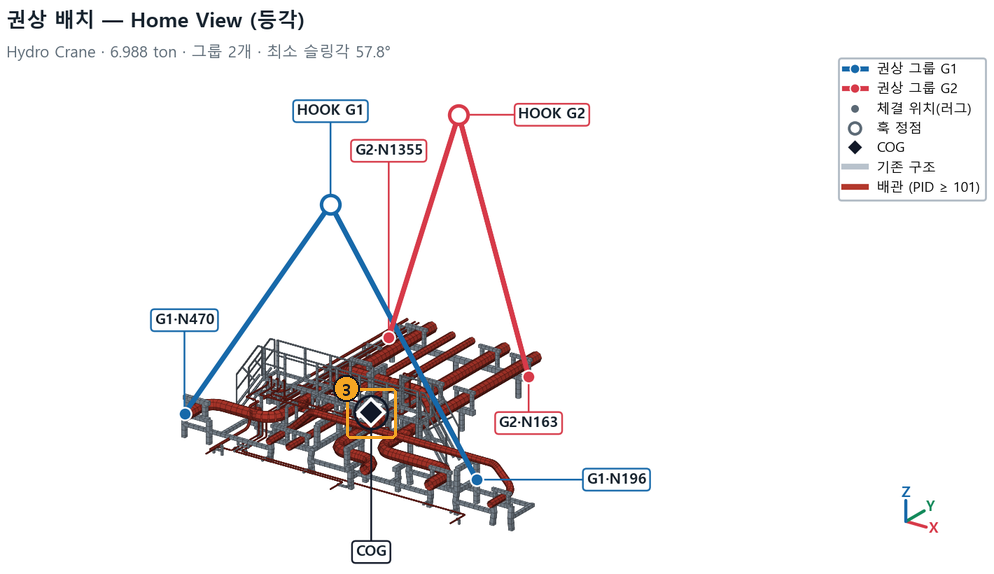 권상 배치 — Home View (등각)
Hydro Crane · 6.988 ton · 그룹 2개 · 최소 슬링각 57.8°
권상 그룹 G1
권상 그룹 G2
체결 위치(러그)
훅 정점
COG
기존 구조
배관 (PID ≥ 101)
HOOK G1
HOOK G2
G2·N1355
G1·N470
3
G2·N163
G1·N196
COG
Z
Y
X